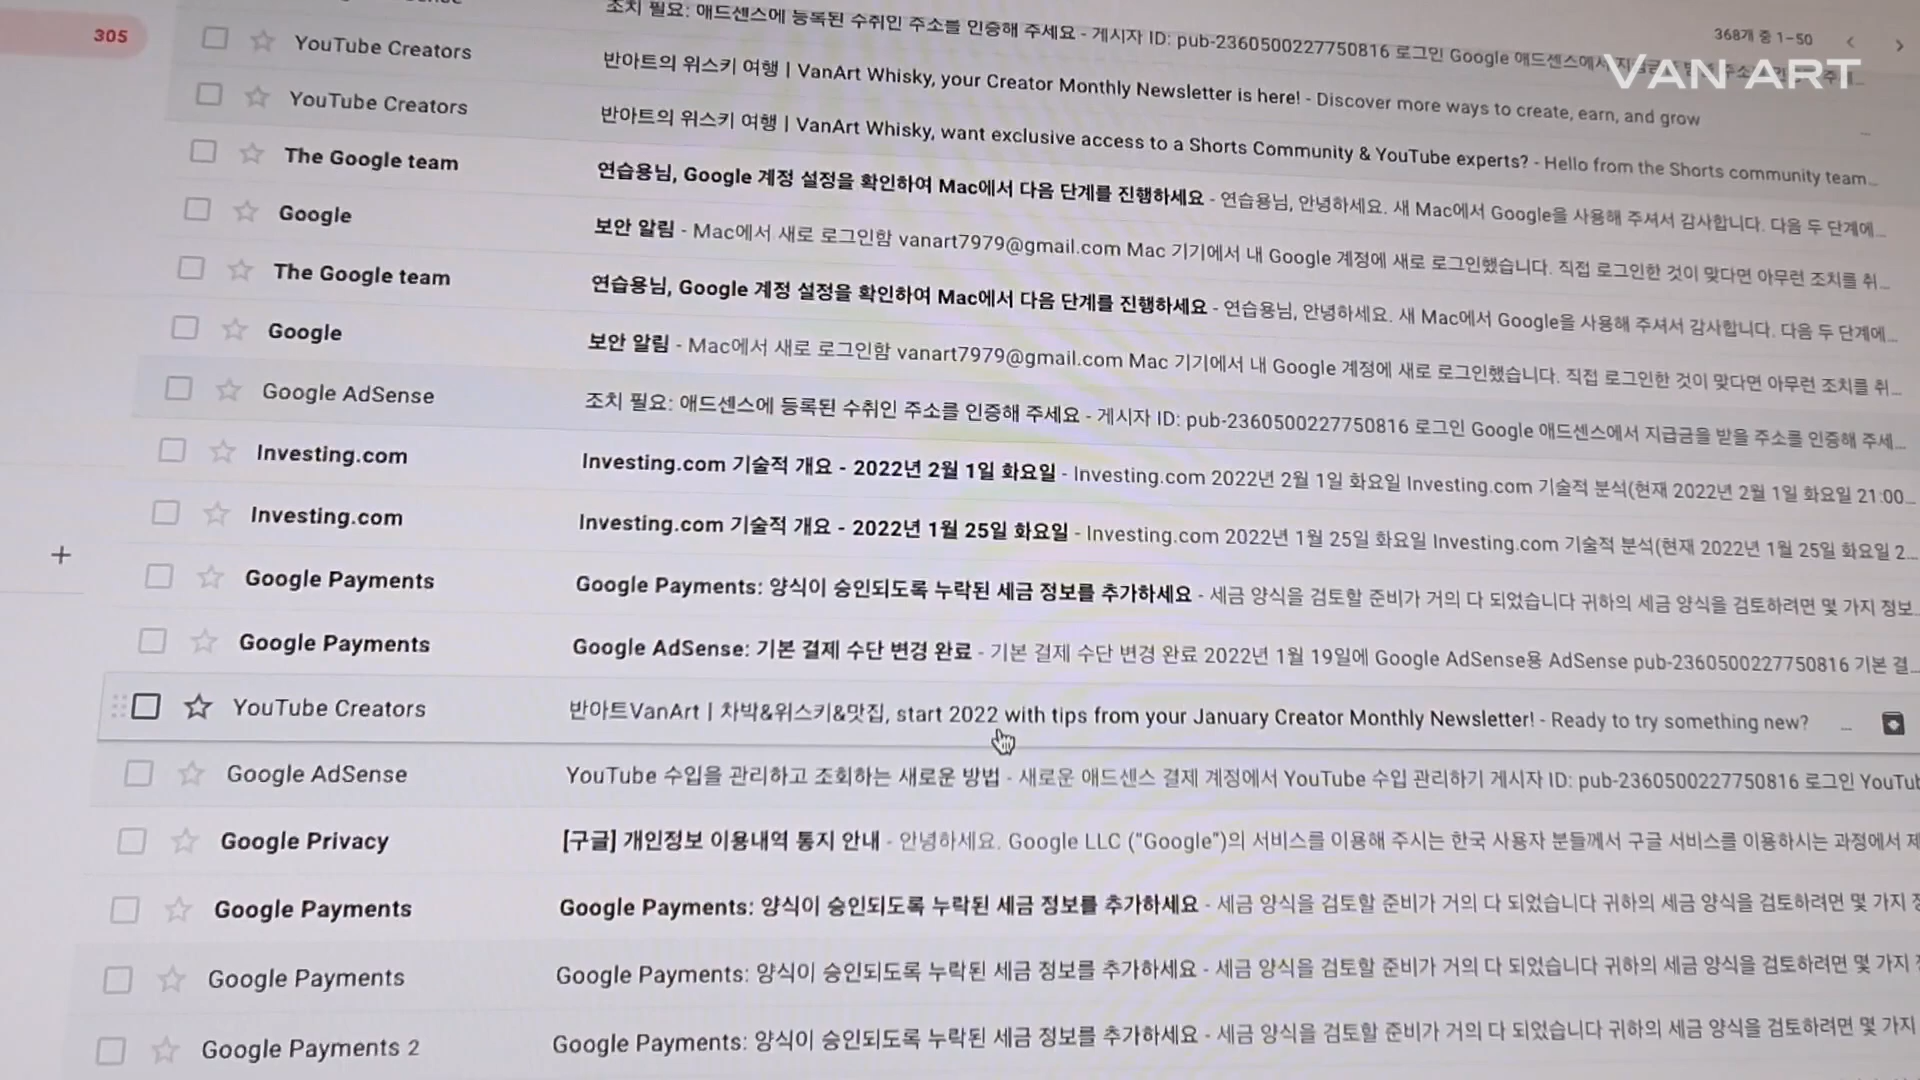 조치 필요: 애드센스에 등록된 수취인 주소를 인증해 주세요 - 게시자 ID: pub-2360500227750816 로그인 Google 애드센스에서
368개 중 1-50
VAN ART
305
YouTube Creators 반아트의 위스키 여행 | VanArt Whisky, your Creator Monthly Newsletter is here! - Discover more ways to create, earn, and grow ...
YouTube Creators 반아트의 위스키 여행 | VanArt Whisky, want exclusive access to a Shorts Community & YouTube experts? - Hello from the Shorts community team...
The Google team 연습용님, Google 계정 설정을 확인하여 Mac에서 다음 단계를 진행하세요 - 연습용님, 안녕하세요. 새 Mac에서 Google을 사용해 주셔서 감사합니다. 다음 두 단계에...
Google 보안 알림 - Mac에서 새로 로그인함 vanart7979@gmail.com Mac 기기에서 내 Google 계정에 새로 로그인했습니다. 직접 로그인한 것이 맞다면 아무런 조치를 취...
The Google team 연습용님, Google 계정 설정을 확인하여 Mac에서 다음 단계를 진행하세요 - 연습용님, 안녕하세요. 새 Mac에서 Google을 사용해 주셔서 감사합니다. 다음 두 단계에...
Google 보안 알림 - Mac에서 새로 로그인함 vanart7979@gmail.com Mac 기기에서 내 Google 계정에 새로 로그인했습니다. 직접 로그인한 것이 맞다면 아무런 조치를 취...
Google AdSense 조치 필요: 애드센스에 등록된 수취인 주소를 인증해 주세요 - 게시자 ID: pub-2360500227750816 로그인 Google 애드센스에서 지급금을 받을 주소를 인증해 주세...
Investing.com Investing.com 기술적 개요 - 2022년 2월 1일 화요일 - Investing.com 2022년 2월 1일 화요일 Investing.com 기술적 분석(현재 2022년 2월 1일 화요일 21:00...
Investing.com Investing.com 기술적 개요 - 2022년 1월 25일 화요일 - Investing.com 2022년 1월 25일 화요일 Investing.com 기술적 분석(현재 2022년 1월 25일 화요일 2...
Google Payments Google Payments: 양식이 승인되도록 누락된 세금 정보를 추가하세요 - 세금 양식을 검토할 준비가 거의 다 되었습니다 귀하의 세금 양식을 검토하려면 몇 가지 정보
Google Payments Google AdSense: 기본 결제 수단 변경 완료 - 기본 결제 수단 변경 완료 2022년 1월 19일에 Google AdSense용 AdSense pub-2360500227750816 기본 결...
YouTube Creators 반아트VanArt | 차박&위스키&맛집, start 2022 with tips from your January Creator Monthly Newsletter! - Ready to try something new? ...
Google AdSense YouTube 수입을 관리하고 조회하는 새로운 방법 - 새로운 애드센스 결제 계정에서 YouTube 수입 관리하기 게시자 ID: pub-2360500227750816 로그인 YouTub
Google Privacy [구글] 개인정보 이용내역 통지 안내 - 안녕하세요. Google LLC ("Google")의 서비스를 이용해 주시는 한국 사용자 분들께서 구글 서비스를 이용하시는 과정에서 제
Google Payments Google Payments: 양식이 승인되도록 누락된 세금 정보를 추가하세요 - 세금 양식을 검토할 준비가 거의 다 되었습니다 귀하의 세금 양식을 검토하려면 몇 가지
Google Payments Google Payments: 양식이 승인되도록 누락된 세금 정보를 추가하세요 - 세금 양식을 검토할 준비가 거의 다 되었습니다 귀하의 세금 양식을 검토하려면 몇 가지
Google Payments 2 Google Payments: 양식이 승인되도록 누락된 세금 정보를 추가하세요 - 세금 양식을 검토할 준비가 거의 다 되었습니다 귀하의 세금 양식을 검토하려면 몇 가지